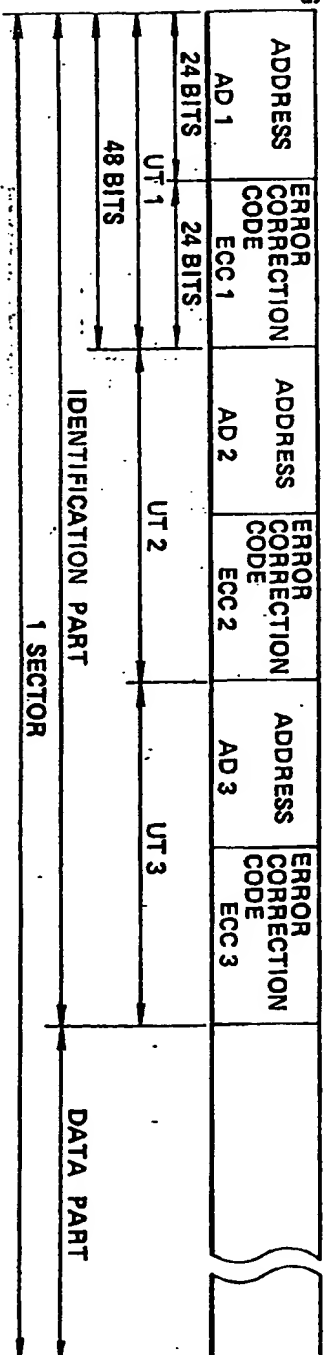 ADDRESS
AD 1
ERROR
CORRECTION
CODE
ECC 1
ADDRESS
AD 2
ERROR
CORRECTION
CODE
ECC 2
ADDRESS
AD 3
ERROR
CORRECTION
CODE
ECC 3
24 BITS
24 BITS
UT 1
UT 2
UT 3
48 BITS
IDENTIFICATION PART
DATA PART
1 SECTOR